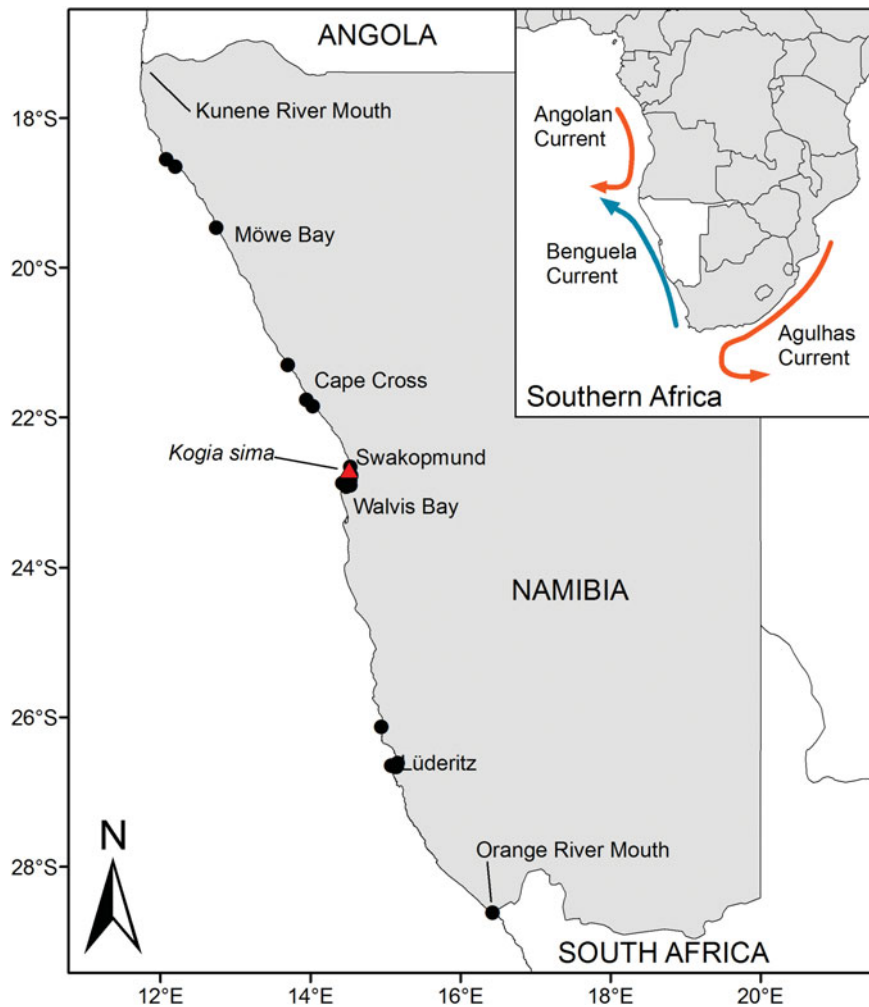 ANGOLA
Kunene River Mouth
Möwe Bay
Cape Cross
Kogia sima
Swakopmund
Walvis Bay
NAMIBIA
Lüderitz
Orange River Mouth
SOUTH AFRICA
N
18°S
20°S
22°S
24°S
26°S
28°S
12°E
14°E
16°E
18°E
20°E
Angolan
Current
Benguela
Current
Agulhas
Current
Southern Africa